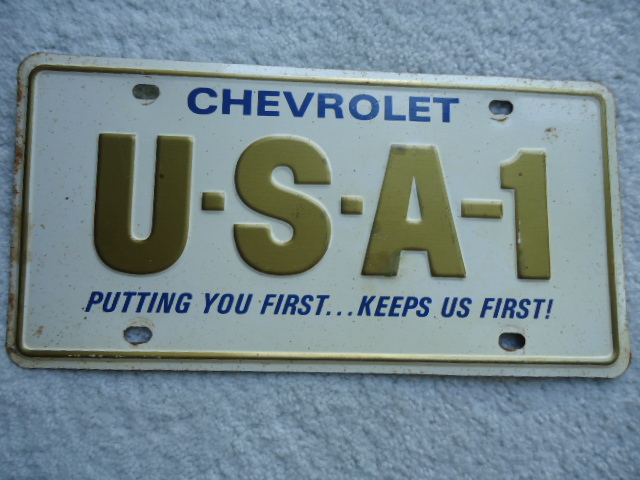 CHEVROLET
U-S-A-1
PUTTING YOU FIRST...KEEPS US FIRST!